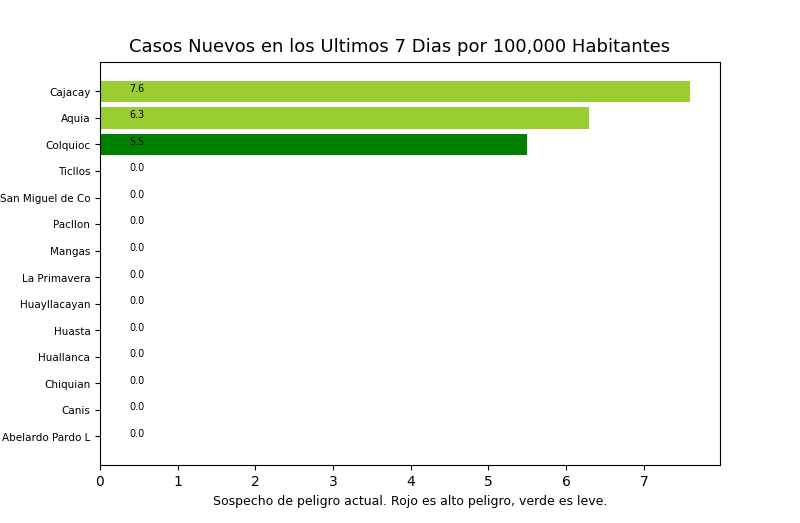 Casos Nuevos en los Ultimos 7 Dias por 100,000 Habitantes
Cajacay 7.6
Aquia 6.3
Colquioc 5.5
Ticllos 0.0
San Miguel de Co 0.0
Pacllon 0.0
Mangas 0.0
La Primavera 0.0
Huayllacayan 0.0
Huasta 0.0
Huallanca 0.0
Chiquian 0.0
Canis 0.0
Abelardo Pardo L 0.0
0 1 2 3 4 5 6 7
Sospecho de peligro actual. Rojo es alto peligro, verde es leve.